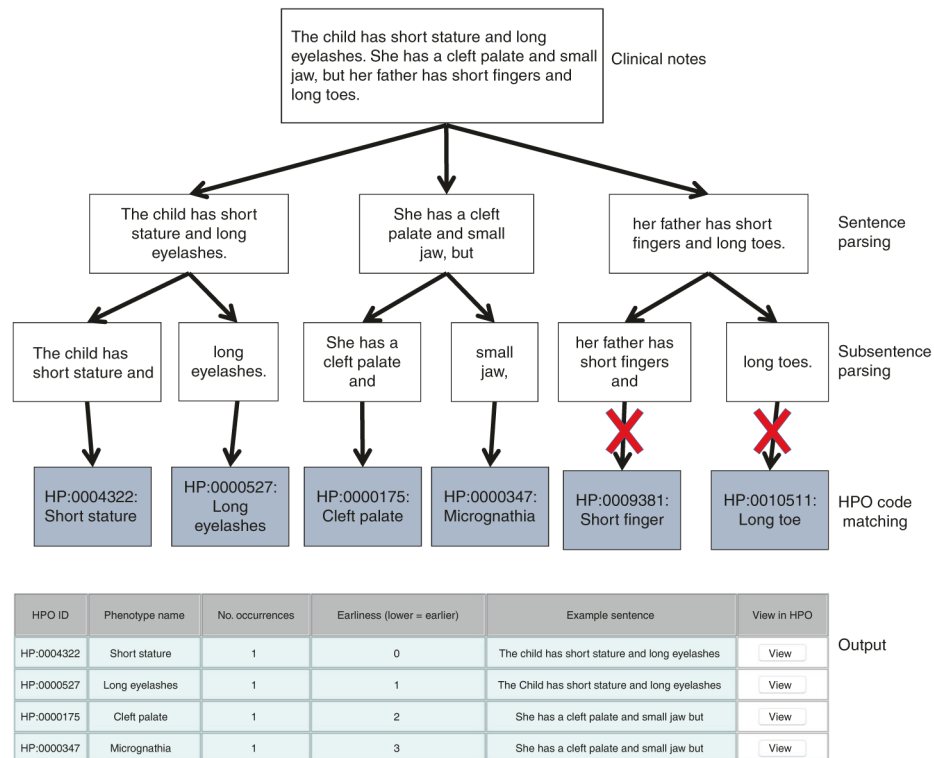 The child has short stature and long
eyelashes. She has a cleft palate and small
jaw, but her father has short fingers and
long toes.
Clinical notes
The child has short
stature and long
eyelashes.
She has a cleft
palate and small
jaw, but
her father has short
fingers and long toes.
Sentence
parsing
The child has
short stature and
long
eyelashes.
She has a
cleft palate
and
small
jaw,
her father has
short fingers
and
long toes.
Subsentence
parsing
HP:0004322:
Short stature
HP:0000527:
Long
eyelashes
HP:0000175:
Cleft palate
HP:0000347:
Micrognathia
HP:0009381:
Short finger
HP:0010511:
Long toe
HPO code
matching
HPO ID Phenotype name No. occurrences Earliness (lower = earlier) Example sentence View in HPO
HP:0004322 Short stature 1 0 The child has short stature and long eyelashes View
HP:0000527 Long eyelashes 1 1 The Child has short stature and long eyelashes View
HP:0000175 Cleft palate 1 2 She has a cleft palate and small jaw but View
HP:0000347 Micrognathia 1 3 She has a cleft palate and small jaw but View
Output